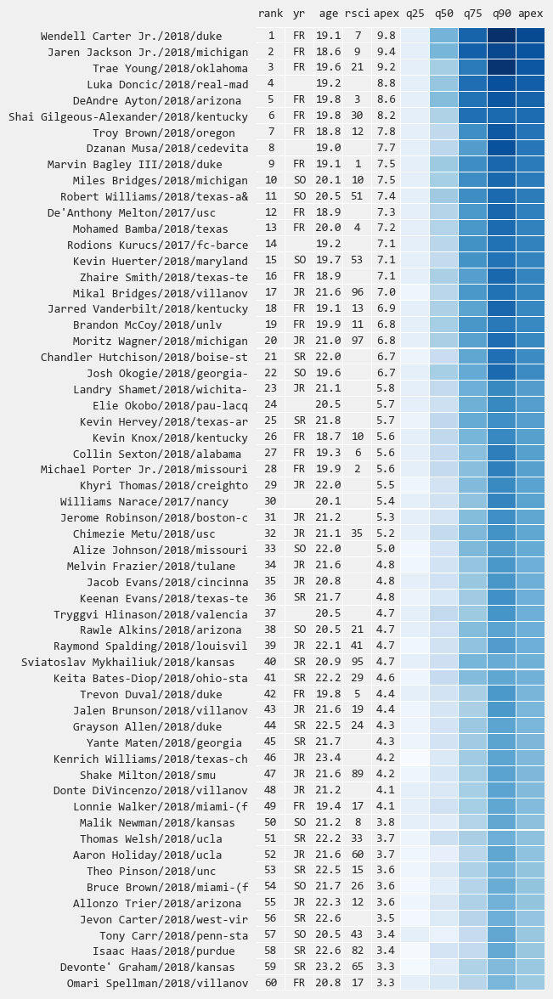 rank yr age rsci apex q25 q50 q75 q90 apex
Wendell Carter Jr./2018/duke 1 FR 19.1 7 9.8
Jaren Jackson Jr./2018/michigan 2 FR 18.6 9 9.4
Trae Young/2018/oklahoma 3 FR 19.6 21 9.2
Luka Doncic/2018/real-mad 4 19.2 8.8
DeAndre Ayton/2018/arizona 5 FR 19.8 3 8.6
Shai Gilgeous-Alexander/2018/kentucky 6 FR 19.8 30 8.2
Troy Brown/2018/oregon 7 FR 18.8 12 7.8
Dzanan Musa/2018/cedevita 8 19.0 7.7
Marvin Bagley III/2018/duke 9 FR 19.1 1 7.5
Miles Bridges/2018/michigan 10 SO 20.1 10 7.5
Robert Williams/2018/texas-a& 11 SO 20.5 51 7.4
De'Anthony Melton/2017/usc 12 FR 18.9 7.3
Mohamed Bamba/2018/texas 13 FR 20.0 4 7.2
Rodions Kurucs/2017/fc-barce 14 19.2 7.1
Kevin Huerter/2018/maryland 15 SO 19.7 53 7.1
Zhaire Smith/2018/texas-te 16 FR 18.9 7.1
Mikal Bridges/2018/villanov 17 JR 21.6 96 7.0
Jarred Vanderbilt/2018/kentucky 18 FR 19.1 13 6.9
Brandon McCoy/2018/unlv 19 FR 19.9 11 6.8
Moritz Wagner/2018/michigan 20 JR 21.0 97 6.8
Chandler Hutchison/2018/boise-st 21 SR 22.0 6.7
Josh Okogie/2018/georgia- 22 SO 19.6 6.7
Landry Shamet/2018/wichita- 23 JR 21.1 5.8
Elie Okobo/2018/pau-lacq 24 20.5 5.7
Kevin Hervey/2018/texas-ar 25 SR 21.8 5.7
Kevin Knox/2018/kentucky 26 FR 18.7 10 5.6
Collin Sexton/2018/alabama 27 FR 19.3 6 5.6
Michael Porter Jr./2018/missouri 28 FR 19.9 2 5.6
Khyri Thomas/2018/creighto 29 JR 22.0 5.5
Williams Narace/2017/nancy 30 20.1 5.4
Jerome Robinson/2018/boston-c 31 JR 21.2 5.3
Chimezie Metu/2018/usc 32 JR 21.1 35 5.2
Alize Johnson/2018/missouri 33 SO 22.0 5.0
Melvin Frazier/2018/tulane 34 JR 21.6 4.8
Jacob Evans/2018/cincinna 35 JR 20.8 4.8
Keenan Evans/2018/texas-te 36 SR 21.7 4.8
Tryggvi Hlinason/2018/valencia 37 20.5 4.7
Rawle Alkins/2018/arizona 38 SO 20.5 21 4.7
Raymond Spalding/2018/louisvil 39 JR 22.1 41 4.7
Sviatoslav Mykhailiuk/2018/kansas 40 SR 20.9 95 4.7
Keita Bates-Diop/2018/ohio-sta 41 SR 22.2 29 4.6
Trevon Duval/2018/duke 42 FR 19.8 5 4.4
Jalen Brunson/2018/villanov 43 JR 21.6 19 4.4
Grayson Allen/2018/duke 44 SR 22.5 24 4.3
Yante Maten/2018/georgia 45 SR 21.7 4.3
Kenrich Williams/2018/texas-ch 46 JR 23.4 4.2
Shake Milton/2018/smu 47 JR 21.6 89 4.2
Donte DiVincenzo/2018/villanov 48 JR 21.2 4.1
Lonnie Walker/2018/miami-(f 49 FR 19.4 17 4.1
Malik Newman/2018/kansas 50 SO 21.2 8 3.8
Thomas Welsh/2018/ucla 51 SR 22.2 33 3.7
Aaron Holiday/2018/ucla 52 JR 21.6 60 3.7
Theo Pinson/2018/unc 53 SR 22.5 15 3.6
Bruce Brown/2018/miami-(f 54 SO 21.7 26 3.6
Allonzo Trier/2018/arizona 55 JR 22.3 12 3.6
Jevon Carter/2018/west-vir 56 SR 22.6 3.5
Tony Carr/2018/penn-sta 57 SO 20.5 43 3.4
Isaac Haas/2018/purdue 58 SR 22.6 82 3.4
Devonte' Graham/2018/kansas 59 SR 23.2 65 3.3
Omari Spellman/2018/villanov 60 FR 20.8 17 3.3